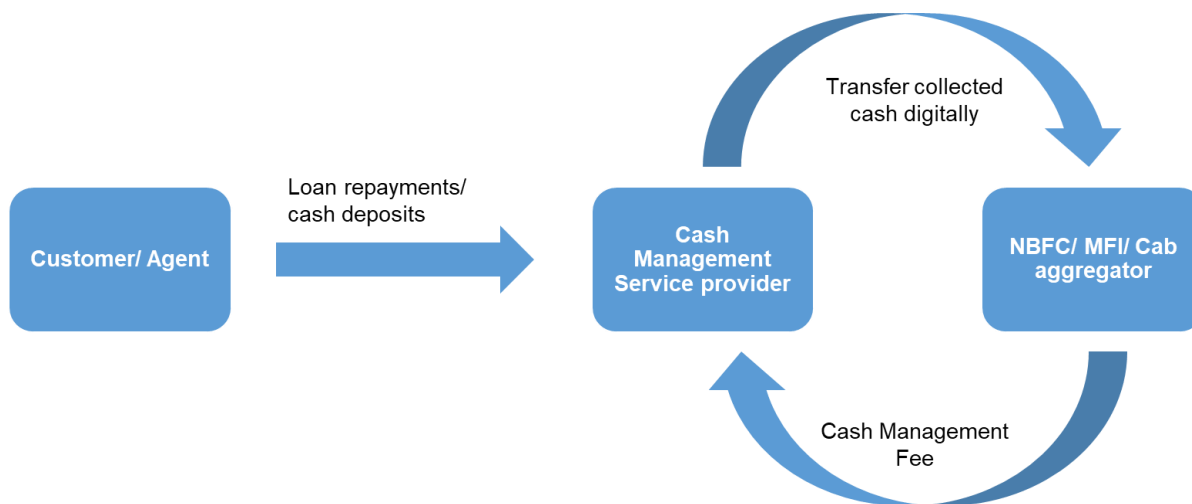 Transfer collected
cash digitally
Loan repayments/
cash deposits
Customer/ Agent
Cash
Management
Service provider
NBFC/ MFI/ Cab
aggregator
Cash Management
Fee